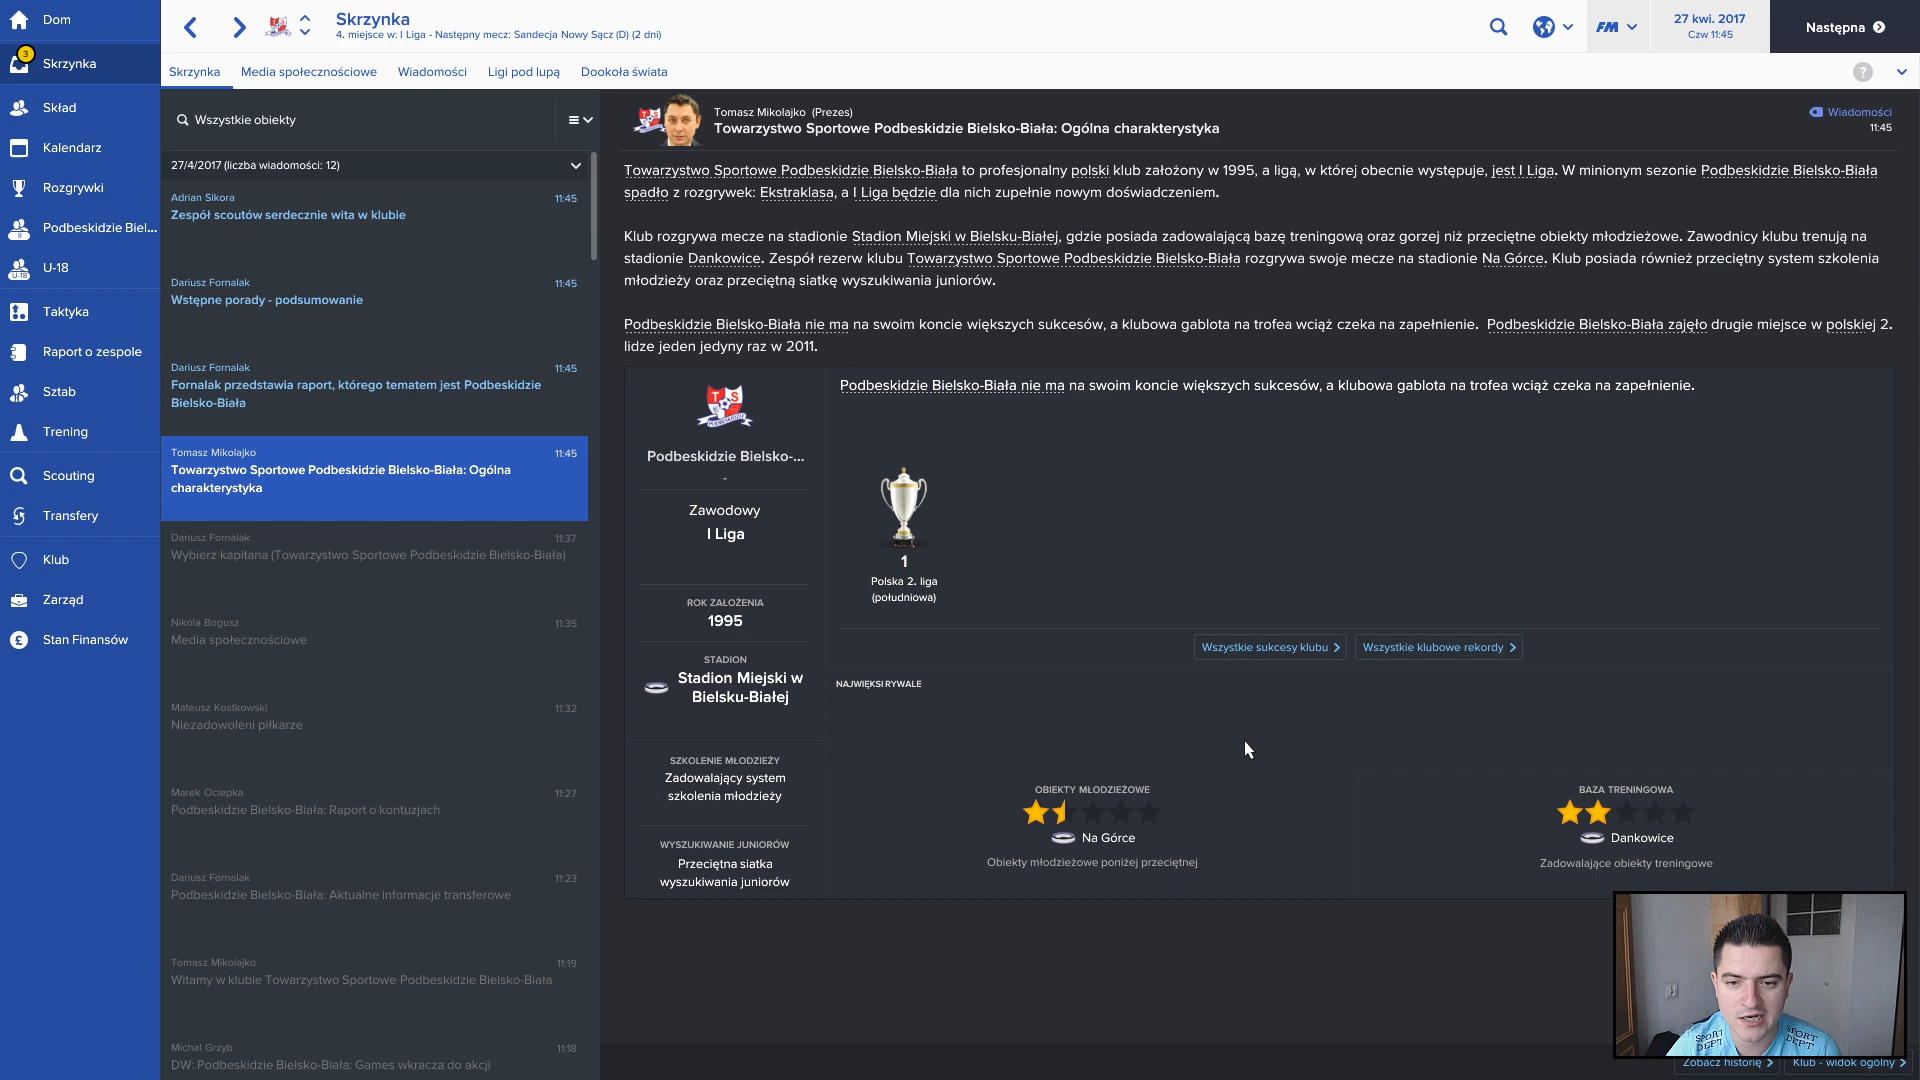 Dom
3
Skrzynka
Skład
Kalendarz
Rozgrywki
Podbeskidzie Biel...
U-18
Taktyka
Raport o zespole
Sztab
Trening
Scouting
Transfery
Klub
Zarząd
Stan Finansów
Skrzynka
4. miejsce w: I Liga - Następny mecz: Sandecja Nowy Sącz (D) (2 dni)
FM
27 kwi. 2017
Czw 11:45
Następna
Skrzynka Media społecznościowe Wiadomości Ligi pod lupą Dookoła świata
?
Wszystkie obiekty
27/4/2017 (liczba wiadomości: 12)
Adrian Sikora 11:45
Zespół scoutów serdecznie wita w klubie
Dariusz Fornalak 11:45
Wstępne porady - podsumowanie
Dariusz Fornalak 11:45
Fornalak przedstawia raport, którego tematem jest Podbeskidzie
Bielsko-Biała
Tomasz Mikolajko 11:45
Towarzystwo Sportowe Podbeskidzie Bielsko-Biała: Ogólna
charakterystyka
Dariusz Fornalak 11:37
Wybierz kapitana (Towarzystwo Sportowe Podbeskidzie Bielsko-Biała)
Nikola Bogusz 11:35
Media społecznościowe
Mateusz Kostkowski 11:32
Niezadowoleni piłkarze
Marek Ociepka 11:27
Podbeskidzie Bielsko-Biała: Raport o kontuzjach
Dariusz Fornalak 11:23
Podbeskidzie Bielsko-Biała: Aktualne informacje transferowe
Tomasz Mikolajko 11:19
Witamy w klubie Towarzystwo Sportowe Podbeskidzie Bielsko-Biała
Michal Grzyb 11:18
DW: Podbeskidzie Bielsko-Biała: Games wkracza do akcji
Tomasz Mikolajko (Prezes)
Towarzystwo Sportowe Podbeskidzie Bielsko-Biała: Ogólna charakterystyka
Wiadomości
11:45
Towarzystwo Sportowe Podbeskidzie Bielsko-Biała to profesjonalny polski klub założony w 1995, a ligą, w której obecnie występuje, jest I Liga. W minionym sezonie Podbeskidzie Bielsko-Biała
spadło z rozgrywek: Ekstraklasa, a I Liga będzie dla nich zupełnie nowym doświadczeniem.
Klub rozgrywa mecze na stadionie Stadion Miejski w Bielsku-Białej, gdzie posiada zadowalającą bazę treningową oraz gorzej niż przeciętne obiekty młodzieżowe. Zawodnicy klubu trenują na
stadionie Dankowice. Zespół rezerw klubu Towarzystwo Sportowe Podbeskidzie Bielsko-Biała rozgrywa swoje mecze na stadionie Na Górce. Klub posiada również przeciętny system szkolenia
młodzieży oraz przeciętną siatkę wyszukiwania juniorów.
Podbeskidzie Bielsko-Biała nie ma na swoim koncie większych sukcesów, a klubowa gablota na trofea wciąż czeka na zapełnienie. Podbeskidzie Bielsko-Biała zajęło drugie miejsce w polskiej 2.
lidze jeden jedyny raz w 2011.
TS
PODBESKIDZIE
Podbeskidzie Bielsko-...
-
Zawodowy
I Liga
ROK ZAŁOŻENIA
1995
STADION
Stadion Miejski w
Bielsku-Białej
SZKOLENIE MŁODZIEŻY
Zadowalający system
szkolenia młodzieży
WYSZUKIWANIE JUNIORÓW
Przeciętna siatka
wyszukiwania juniorów
Podbeskidzie Bielsko-Biała nie ma na swoim koncie większych sukcesów, a klubowa gablota na trofea wciąż czeka na zapełnienie.
1
Polska 2. liga
(południowa)
Wszystkie sukcesy klubu
Wszystkie klubowe rekordy
NAJWIĘKSI RYWALE
OBIEKTY MŁODZIEŻOWE
Na Górce
Obiekty młodzieżowe poniżej przeciętnej
BAZA TRENINGOWA
Dankowice
Zadowalające obiekty treningowe
SPORT DEPT
SPORT DEPT
Zobacz historię
Klub - widok ogólny